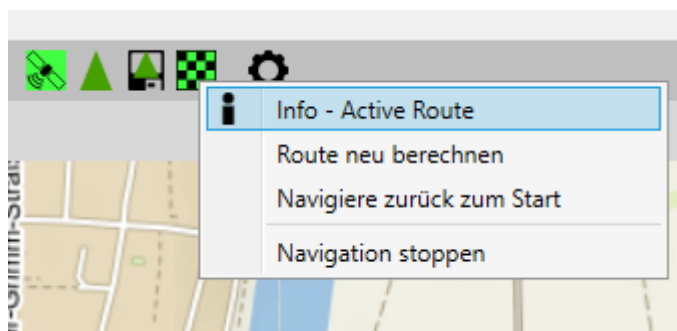 Info - Active Route
Route neu berechnen
Navigiere zurück zum Start
Navigation stoppen